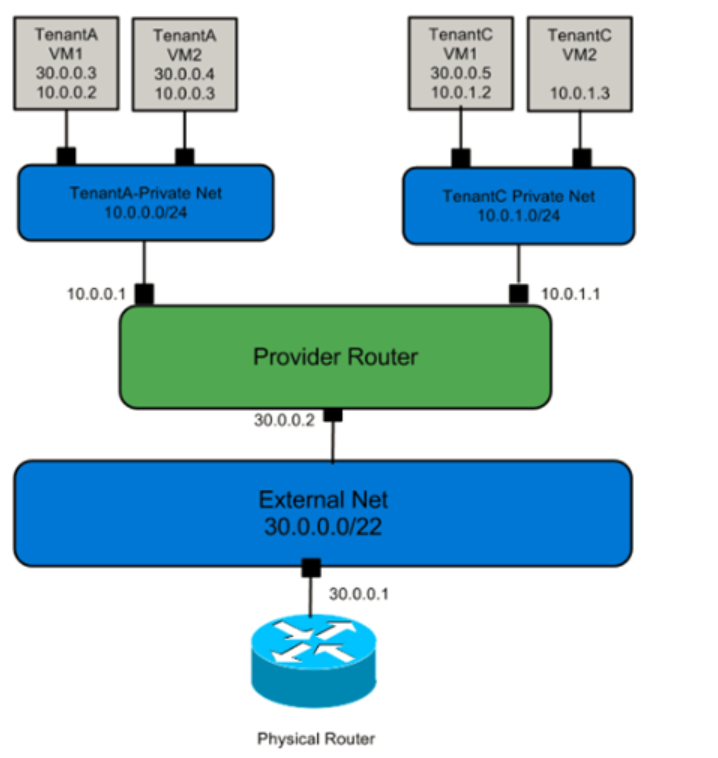 TenantA
VM1
30.0.0.3
10.0.0.2
TenantA
VM2
30.0.0.4
10.0.0.3
TenantC
VM1
30.0.0.5
10.0.1.2
TenantC
VM2
10.0.1.3
TenantA-Private Net
10.0.0.0/24
TenantC Private Net
10.0.1.0/24
10.0.0.1
10.0.1.1
Provider Router
30.0.0.2
External Net
30.0.0.0/22
30.0.0.1
Physical Router